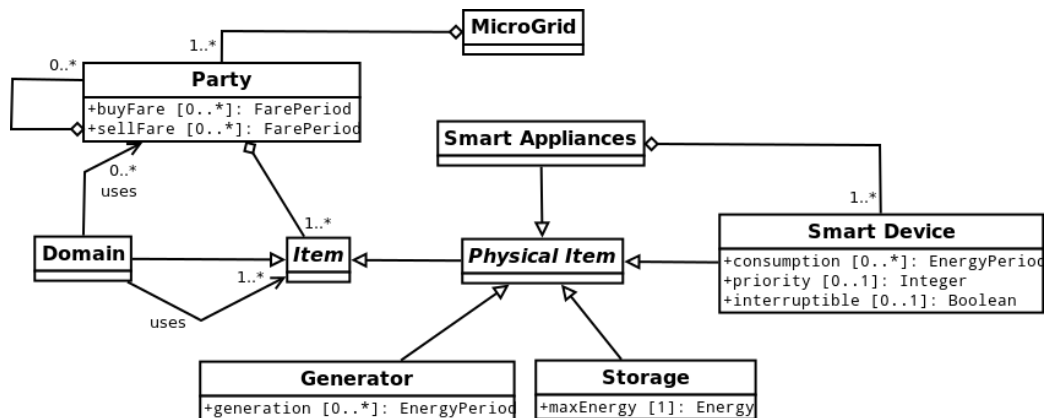 MicroGrid
1..*
0..*
Party
+buyFare [0..*]: FarePeriod
+sellFare [0..*]: FarePeriod
Smart Appliances
0..*
uses
1..*
1..*
Smart Device
+consumption [0..*]: EnergyPeriod
+priority [0..1]: Integer
+interruptible [0..1]: Boolean
Domain
Item
Physical Item
1..*
uses
Generator
+generation [0..*]: EnergyPeriod
Storage
+maxEnergy [1]: Energy